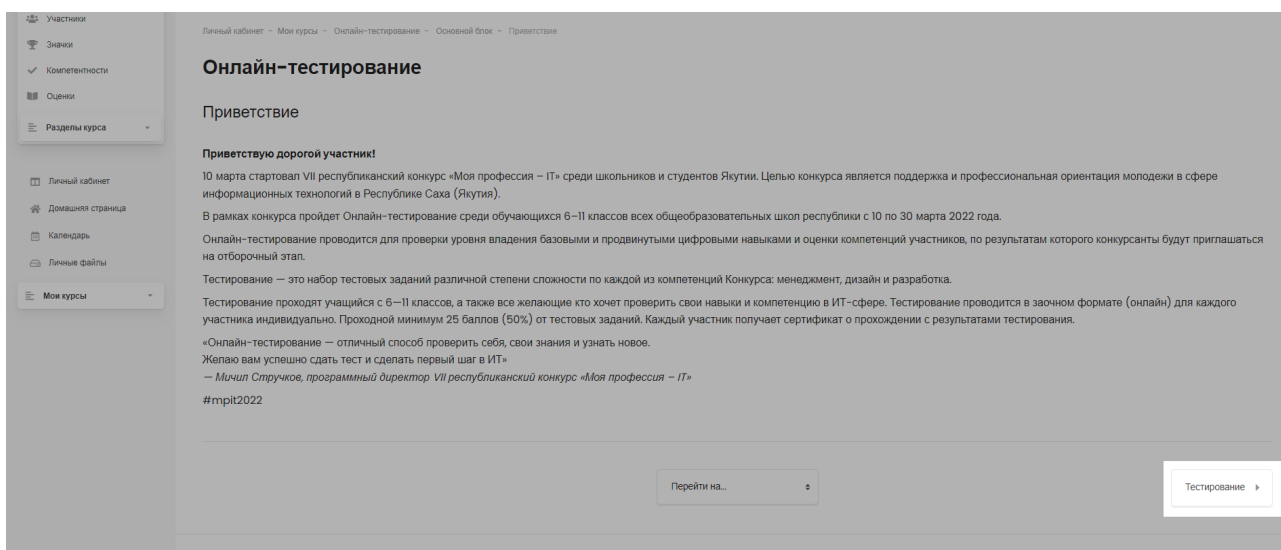 Участники
Значки
Компетентности
Оценки
Разделы курса
Личный кабинет
Домашняя страница
Календарь
Личные файлы
Мои курсы
Личный кабинет - Мои курсы - Онлайн-тестирование - Основной блок - Приветствие
Онлайн-тестирование
Приветствие
Приветствую дорогой участник!
10 марта стартовал VII республиканский конкурс «Моя профессия – IT» среди школьников и студентов Якутии. Целью конкурса является поддержка и профессиональная ориентация молодежи в сфере
информационных технологий в Республике Саха (Якутия).
В рамках конкурса пройдет Онлайн-тестирование среди обучающихся 6–11 классов всех общеобразовательных школ республики с 10 по 30 марта 2022 года.
Онлайн-тестирование проводится для проверки уровня владения базовыми и продвинутыми цифровыми навыками и оценки компетенций участников, по результатам которого конкурсанты будут приглашаться
на отборочный этап.
Тестирование — это набор тестовых заданий различной степени сложности по каждой из компетенций Конкурса: менеджмент, дизайн и разработка.
Тестирование проходят учащийся с 6—11 классов, а также все желающие кто хочет проверить свои навыки и компетенцию в ИТ-сфере. Тестирование проводится в заочном формате (онлайн) для каждого
участника индивидуально. Проходной минимум 25 баллов (50%) от тестовых заданий. Каждый участник получает сертификат о прохождении с результатами тестирования.
«Онлайн-тестирование — отличный способ проверить себя, свои знания и узнать новое.
Желаю вам успешно сдать тест и сделать первый шаг в ИТ»
— Мичил Стручков, программный директор VII республиканский конкурс «Моя профессия – IT»
#mpit2022
Перейти на...
Тестирование